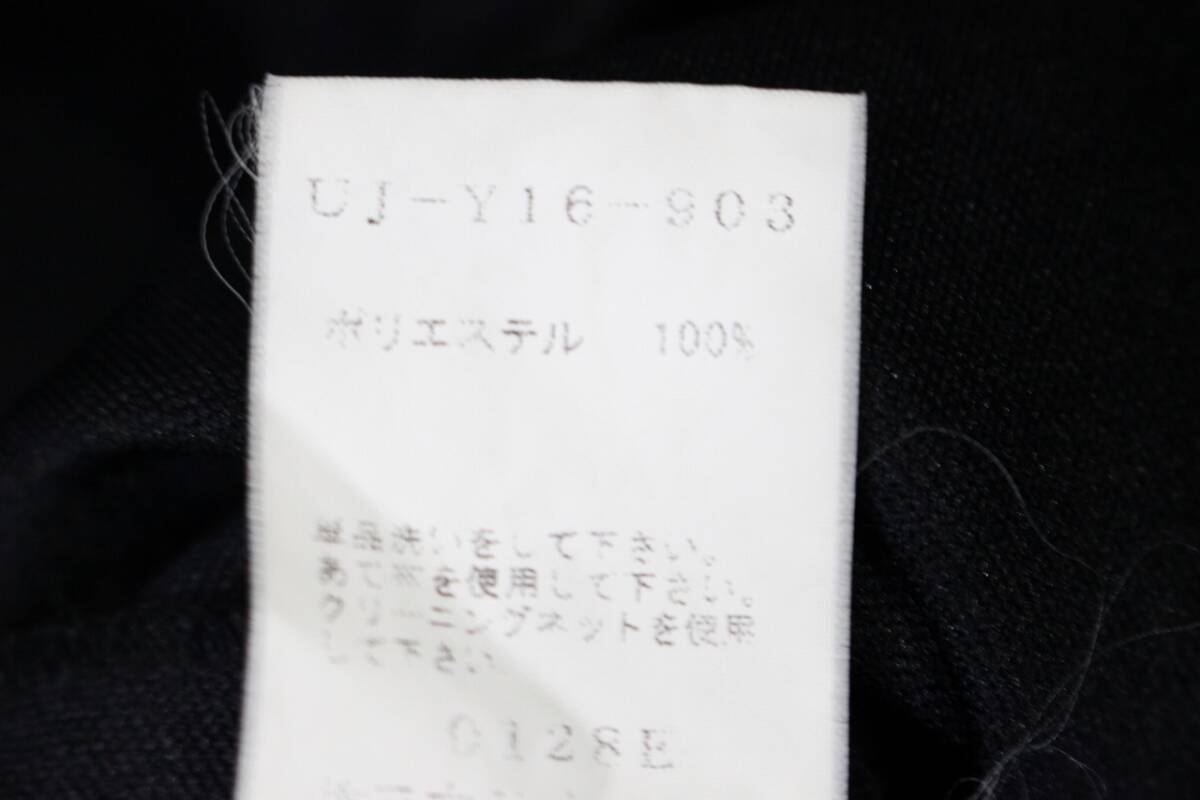 UJ-Y16-903
ポリエステル 100%
単品洗いをして下さい。
あて布を使用して下さい。
クリーニングネットを使用
して下さい
0128E